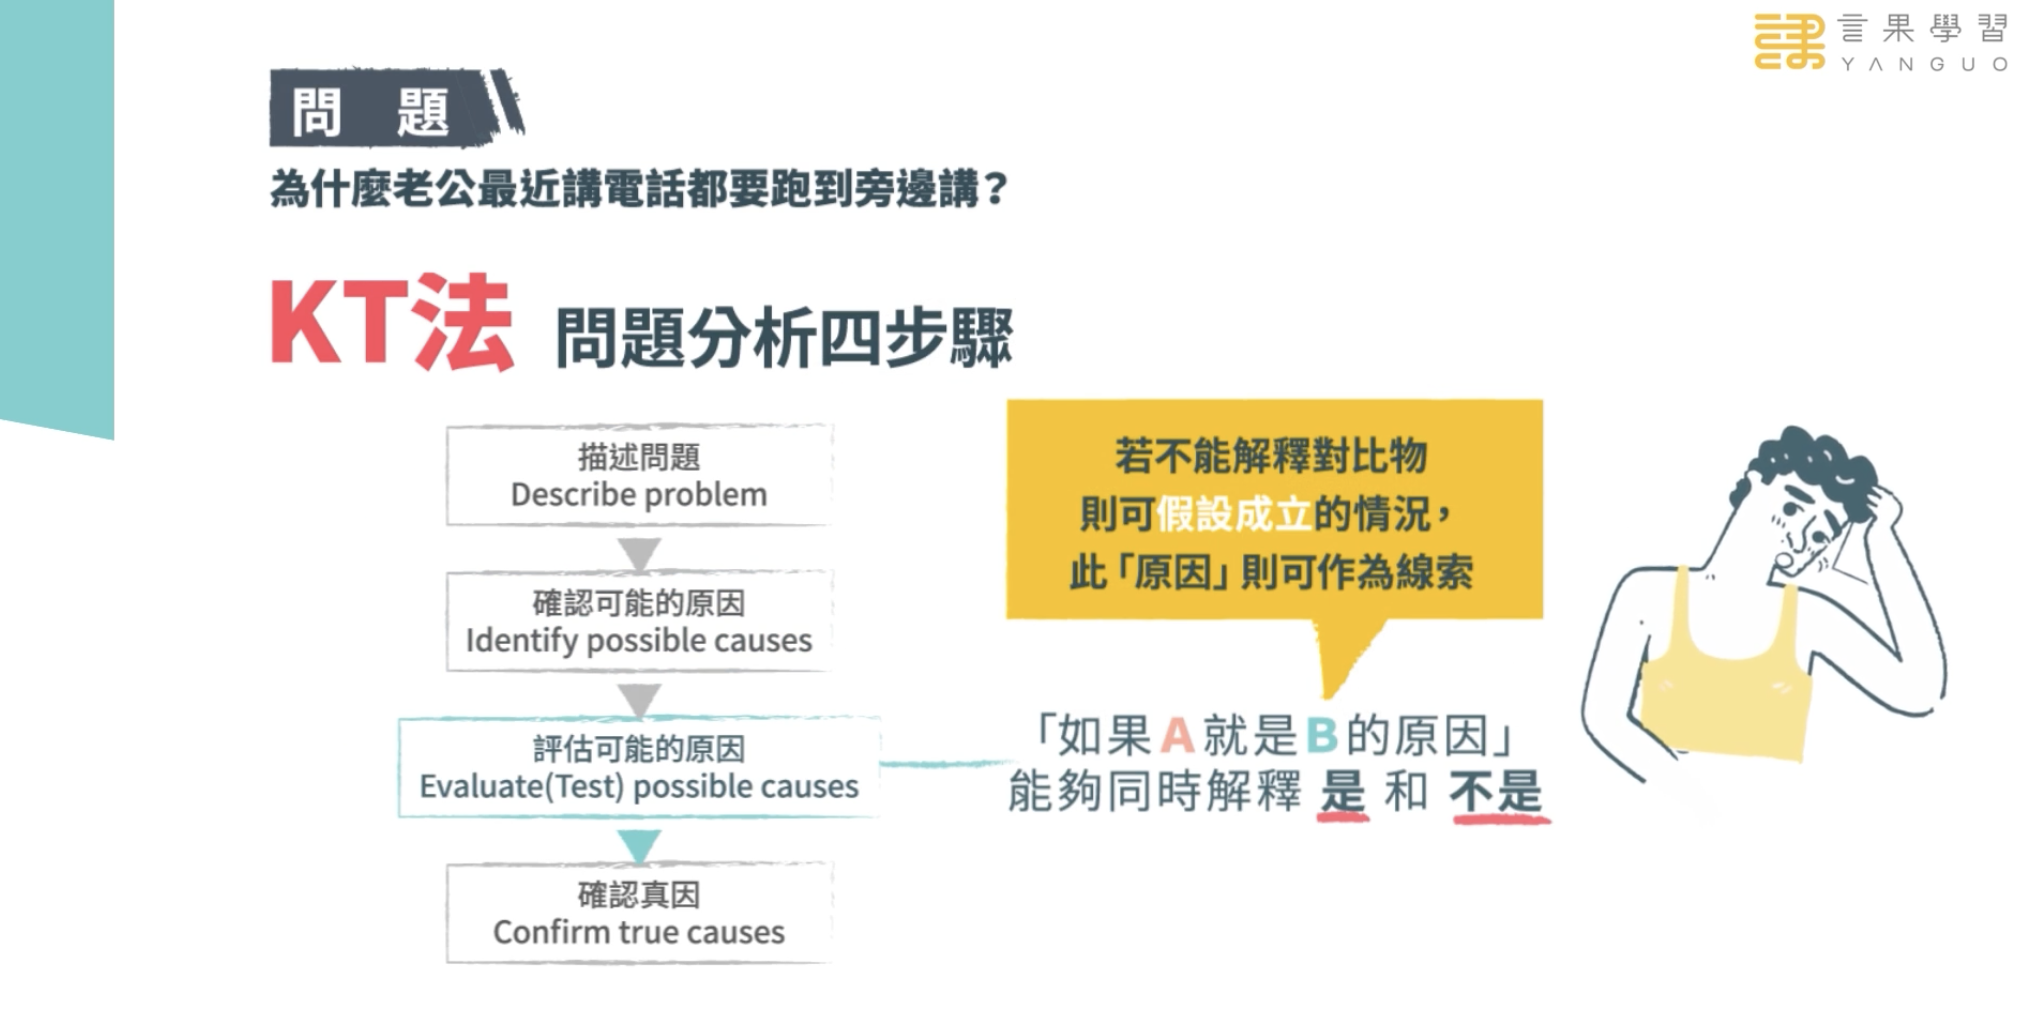 言果學習
YANGUO
問 題
為什麼老公最近講電話都要跑到旁邊講？
KT法 問題分析四步驟
描述問題
Describe problem
確認可能的原因
Identify possible causes
評估可能的原因
Evaluate(Test) possible causes
確認真因
Confirm true causes
若不能解釋對比物
則可假設成立的情況，
此「原因」則可作為線索
「如果A就是B的原因」
能夠同時解釋 是 和 不是